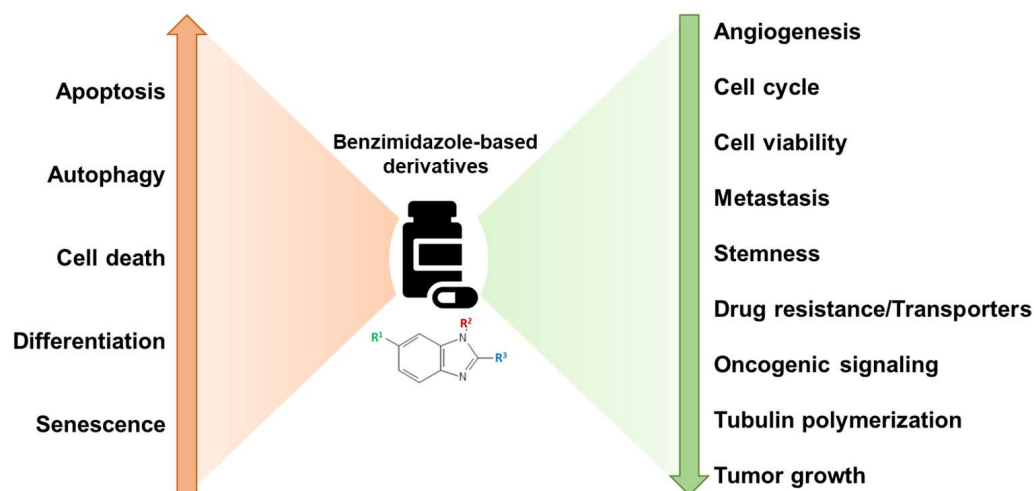 Apoptosis
Autophagy
Cell death
Differentiation
Senescence
Benzimidazole-based
derivatives
R¹
R²
N
R³
N
Angiogenesis
Cell cycle
Cell viability
Metastasis
Stemness
Drug resistance/Transporters
Oncogenic signaling
Tubulin polymerization
Tumor growth